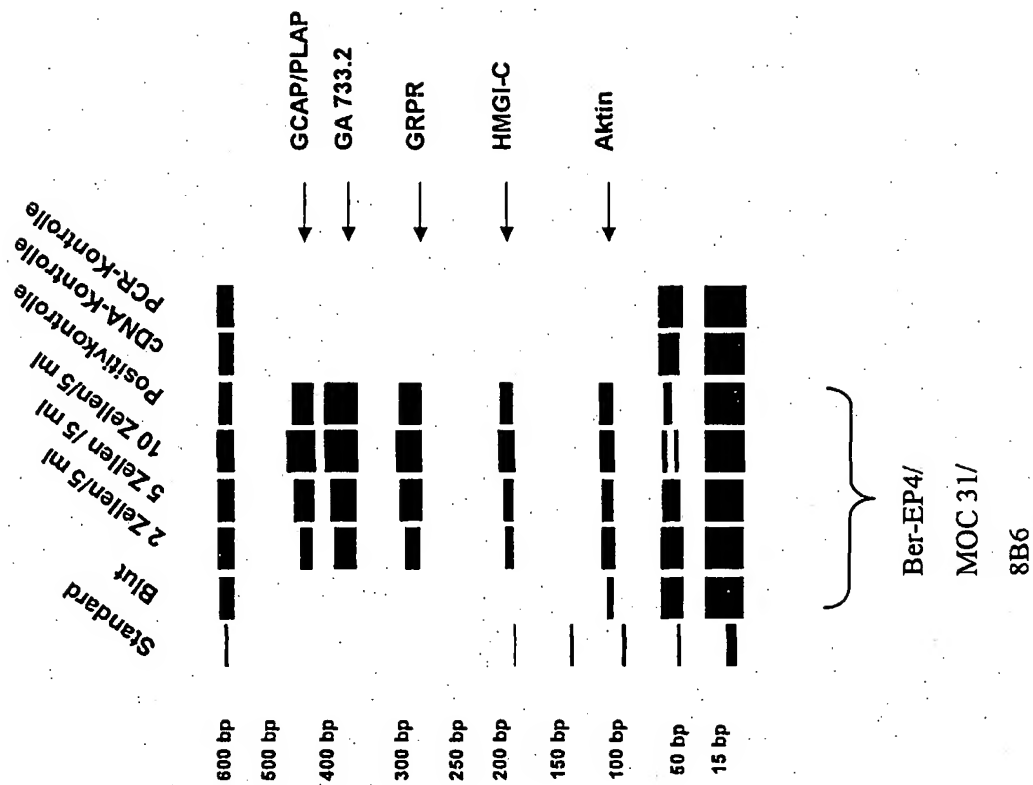 Standard
Blut
2 Zellen/5 ml
5 Zellen /5 ml
10 Zellen/5 ml
Positivkontrolle
cDNA-Kontrolle
PCR-Kontrolle
600 bp
500 bp
400 bp
300 bp
250 bp
200 bp
150 bp
100 bp
50 bp
15 bp
GCAP/PLAP
GA 733.2
GRPR
HMGI-C
Aktin
Ber-EP4/
MOC 31/
8B6